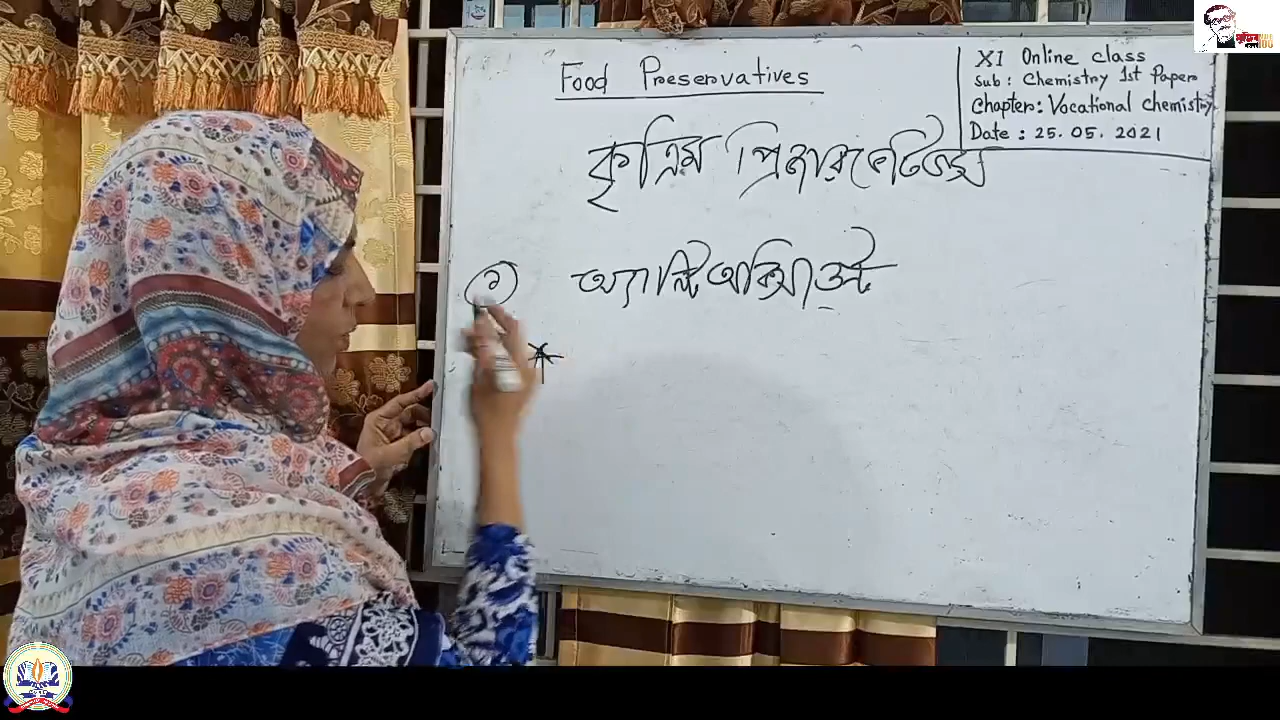 Food Preservatives
XI Online class
Sub : Chemistry 1st Paper
Chapter: Vocational Chemistry
Date : 25. 05. 2021
কৃত্রিম প্রিজারভেটিভস
১ অ্যান্টিঅক্সিডেন্ট
*